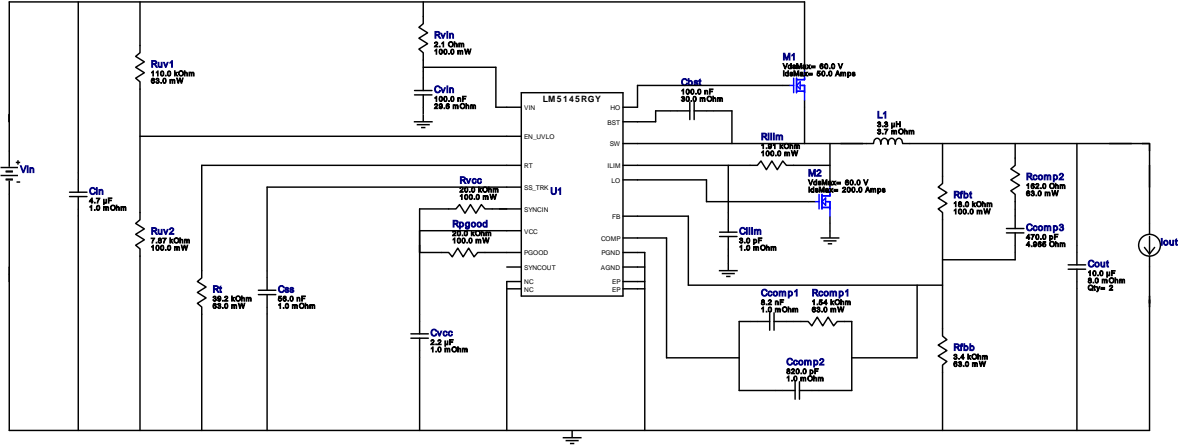 Vin
+
-
Cin
4.7 µF
1.0 mOhm
Ruv1
110.0 kOhm
63.0 mW
Ruv2
7.87 kOhm
100.0 mW
Rt
39.2 kOhm
63.0 mW
Css
56.0 nF
1.0 mOhm
Rvin
2.1 Ohm
100.0 mW
Cvin
100.0 nF
29.6 mOhm
Rvcc
20.0 kOhm
100.0 mW
Rpgood
20.0 kOhm
100.0 mW
Cvcc
2.2 µF
1.0 mOhm
LM5145RGY
U1
VIN
EN_UVLO
RT
SS_TRK
SYNCIN
VCC
PGOOD
SYNCOUT
NC
NC
HO
BST
SW
ILIM
LO
FB
COMP
PGND
AGND
EP
EP
Cbst
100.0 nF
30.0 mOhm
M1
VdsMax= 60.0 V
IdsMax= 50.0 Amps
Rilim
1.91 kOhm
100.0 mW
M2
VdsMax= 60.0 V
IdsMax= 200.0 Amps
Cilim
3.0 pF
1.0 mOhm
L1
3.3 µH
3.7 mOhm
Ccomp1
8.2 nF
1.0 mOhm
Rcomp1
1.54 kOhm
63.0 mW
Ccomp2
820.0 pF
1.0 mOhm
Rfbt
18.0 kOhm
100.0 mW
Rfbb
3.4 kOhm
63.0 mW
Rcomp2
162.0 Ohm
63.0 mW
Ccomp3
470.0 pF
4.965 Ohm
Cout
10.0 µF
8.0 mOhm
Qty= 2
Iout